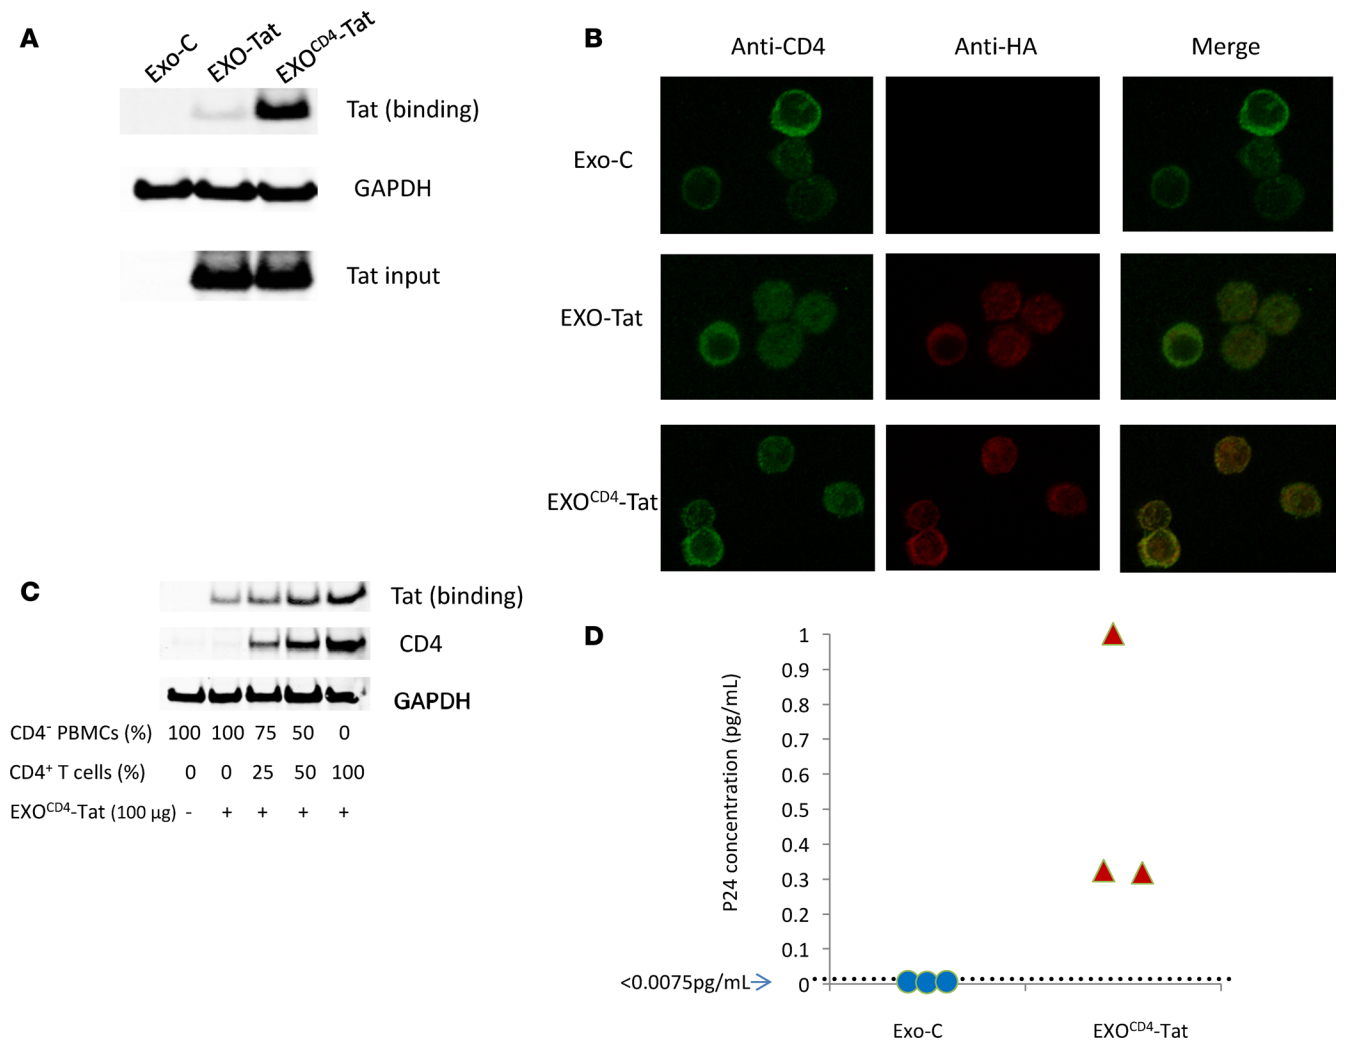 A
Exo-C
EXO-Tat
EXOCD4-Tat
Tat (binding)
GAPDH
Tat input
B
Anti-CD4
Anti-HA
Merge
Exo-C
EXO-Tat
EXOCD4-Tat
C
Tat (binding)
CD4
GAPDH
CD4- PBMCs (%) 100 100 75 50 0
CD4+ T cells (%) 0 0 25 50 100
EXOCD4-Tat (100 µg) - + + + +
D
P24 concentration (pg/mL)
1
0.9
0.8
0.7
0.6
0.5
0.4
0.3
0.2
0.1
0
<0.0075pg/mL
Exo-C
EXOCD4-Tat